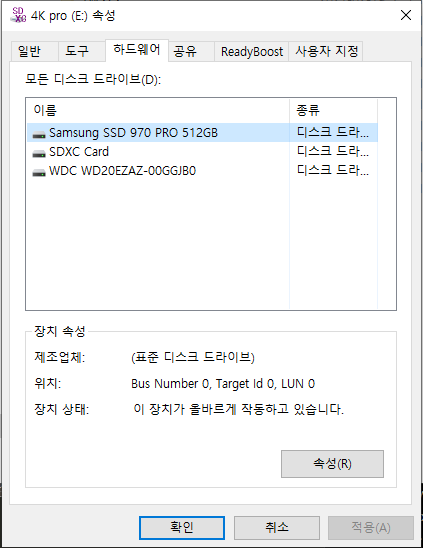 SD XC 4K pro (E:) 속성
일반 도구 하드웨어 공유 ReadyBoost 사용자 지정
모든 디스크 드라이브(D):
이름 종류
Samsung SSD 970 PRO 512GB 디스크 드라...
SDXC Card 디스크 드라...
WDC WD20EZAZ-00GGJB0 디스크 드라...
장치 속성
제조업체: (표준 디스크 드라이브)
위치: Bus Number 0, Target Id 0, LUN 0
장치 상태: 이 장치가 올바르게 작동하고 있습니다.
속성(R)
확인 취소 적용(A)